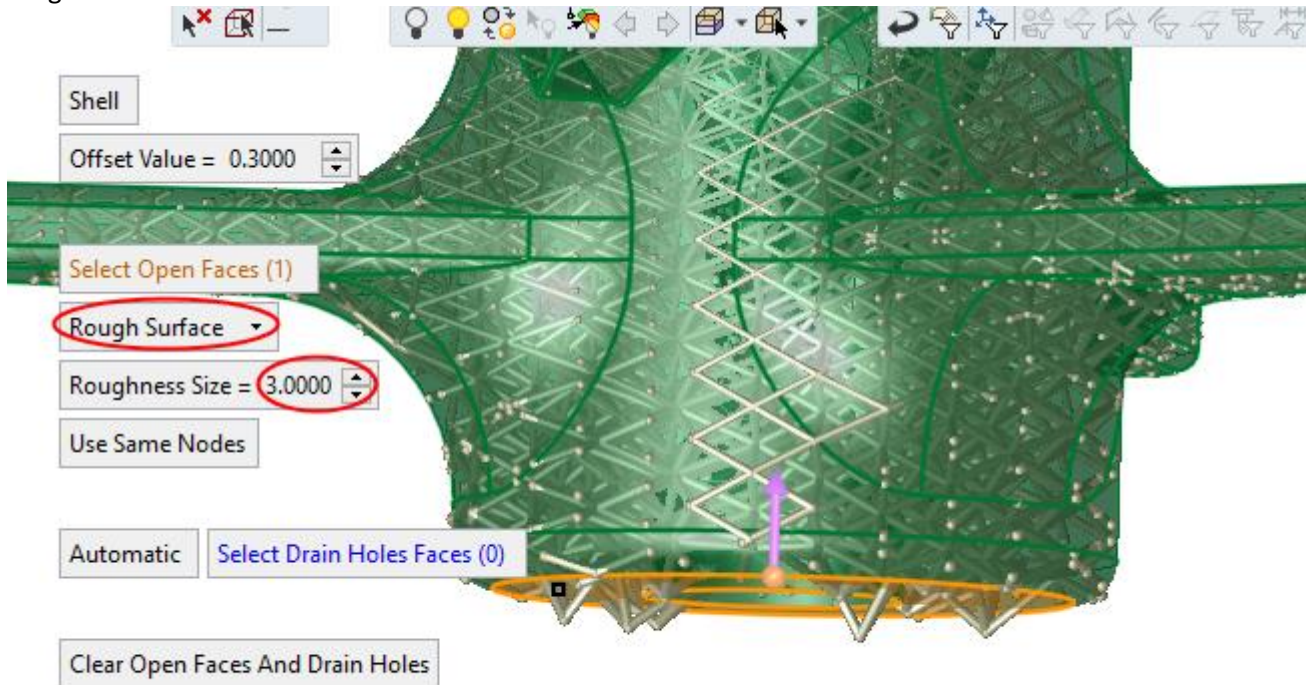 Shell
Offset Value = 0.3000
Select Open Faces (1)
Rough Surface
Roughness Size = 3.0000
Use Same Nodes
Automatic
Select Drain Holes Faces (0)
Clear Open Faces And Drain Holes